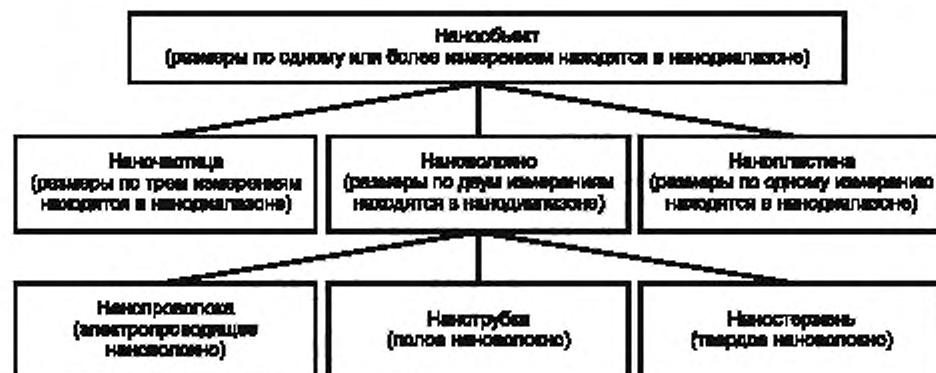 Нанообъект
(размеры по одному или более измерениям находятся в нанодиапазоне)
Наночастица
(размеры по трем измерениям
находятся в нанодиапазоне)
Нановолокно
(размеры по двум измерениям
находятся в нанодиапазоне)
Нанопластина
(размеры по одному измерению
находятся в нанодиапазоне)
Нанопроволока
(электропроводящее
нановолокно)
Нанотрубка
(полое нановолокно)
Наностержень
(твердое нановолокно)